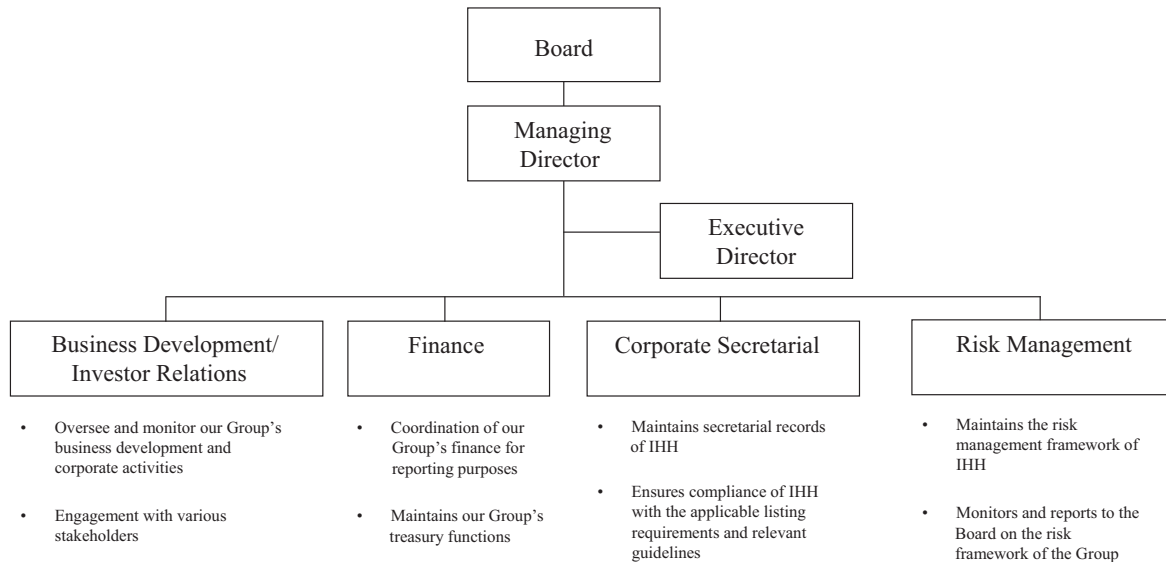 Board
Managing
Director
Executive
Director
Business Development/
Investor Relations
• Oversee and monitor our Group’s
business development and
corporate activities
• Engagement with various
stakeholders
Finance
• Coordination of our
Group’s finance for
reporting purposes
• Maintains our Group’s
treasury functions
Corporate Secretarial
• Maintains secretarial records
of IHH
• Ensures compliance of IHH
with the applicable listing
requirements and relevant
guidelines
Risk Management
• Maintains the risk
management framework of
IHH
• Monitors and reports to the
Board on the risk
framework of the Group